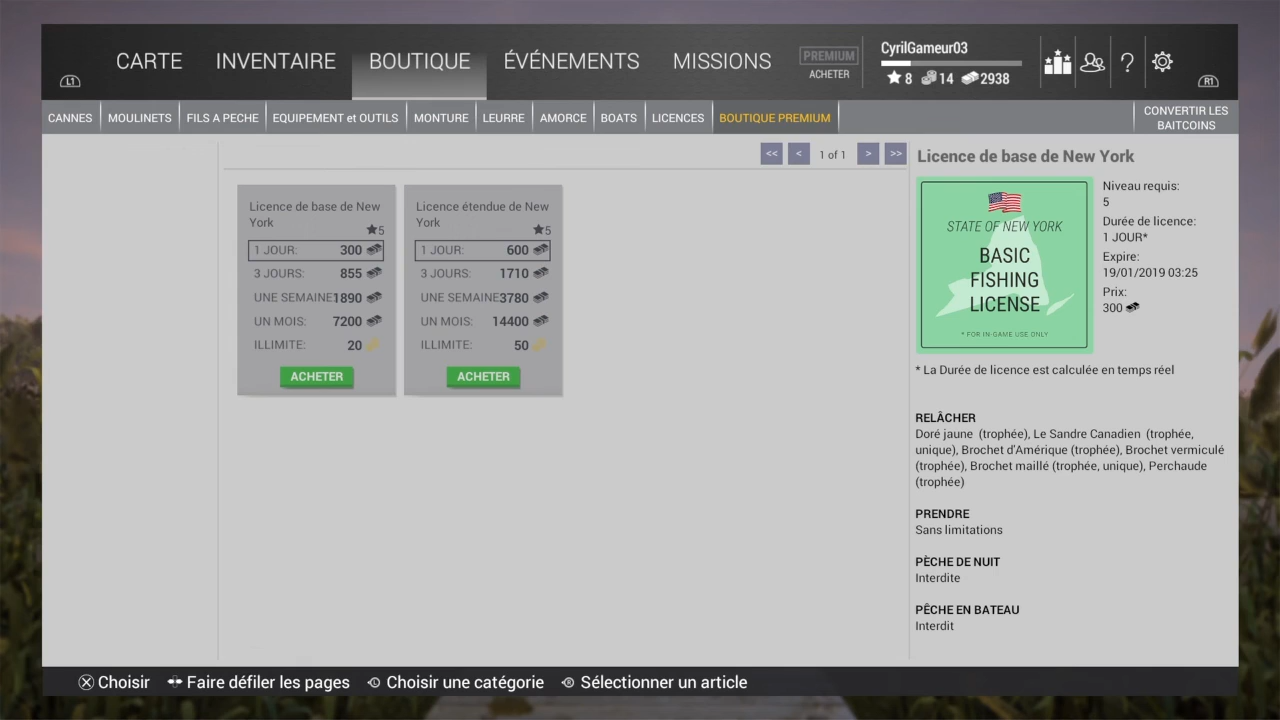 CARTE INVENTAIRE BOUTIQUE ÉVÉNEMENTS MISSIONS
PREMIUM
ACHETER
CyrilGameur03
8 14 2938
L1
R1
CANNES MOULINETS FILS A PECHE EQUIPEMENT et OUTILS MONTURE LEURRE AMORCE BOATS LICENCES BOUTIQUE PREMIUM
CONVERTIR LES
BAITCOINS
<< < 1 of 1 > >>
Licence de base de New
York
5
1 JOUR: 300
3 JOURS: 855
UNE SEMAINE 1890
UN MOIS: 7200
ILLIMITE: 20
ACHETER
Licence étendue de New
York
5
1 JOUR: 600
3 JOURS: 1710
UNE SEMAINE 3780
UN MOIS: 14400
ILLIMITE: 50
ACHETER
Licence de base de New York
STATE OF NEW YORK
BASIC
FISHING
LICENSE
* FOR IN-GAME USE ONLY
Niveau requis:
5
Durée de licence:
1 JOUR*
Expire:
19/01/2019 03:25
Prix:
300
* La Durée de licence est calculée en temps réel
RELÂCHER
Doré jaune (trophée), Le Sandre Canadien (trophée,
unique), Brochet d'Amérique (trophée), Brochet vermiculé
(trophée), Brochet maillé (trophée, unique), Perchaude
(trophée)
PRENDRE
Sans limitations
PÈCHE DE NUIT
Interdite
PÊCHE EN BATEAU
Interdit
Choisir Faire défiler les pages L Choisir une catégorie R Sélectionner un article